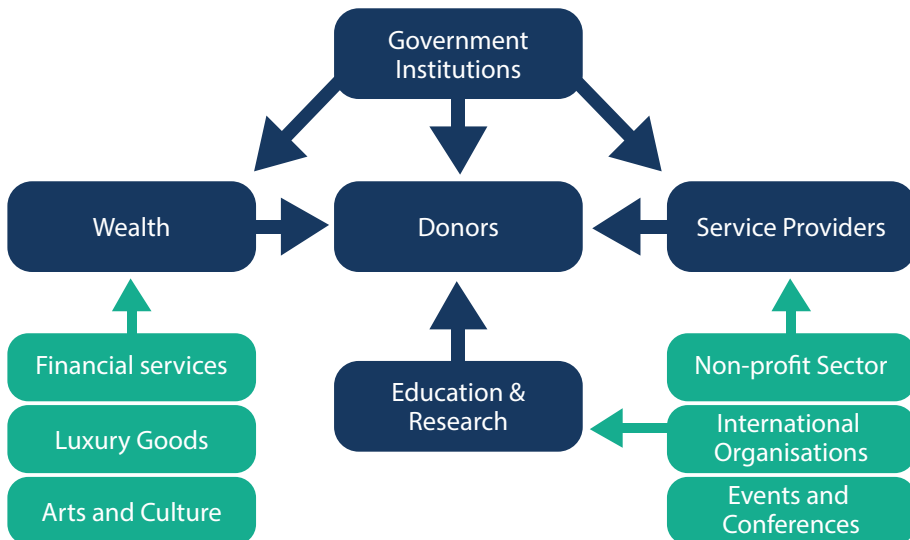 Government
Institutions
Wealth
Donors
Service Providers
Financial services
Education &
Research
Non-profit Sector
Luxury Goods
International
Organisations
Arts and Culture
Events and
Conferences